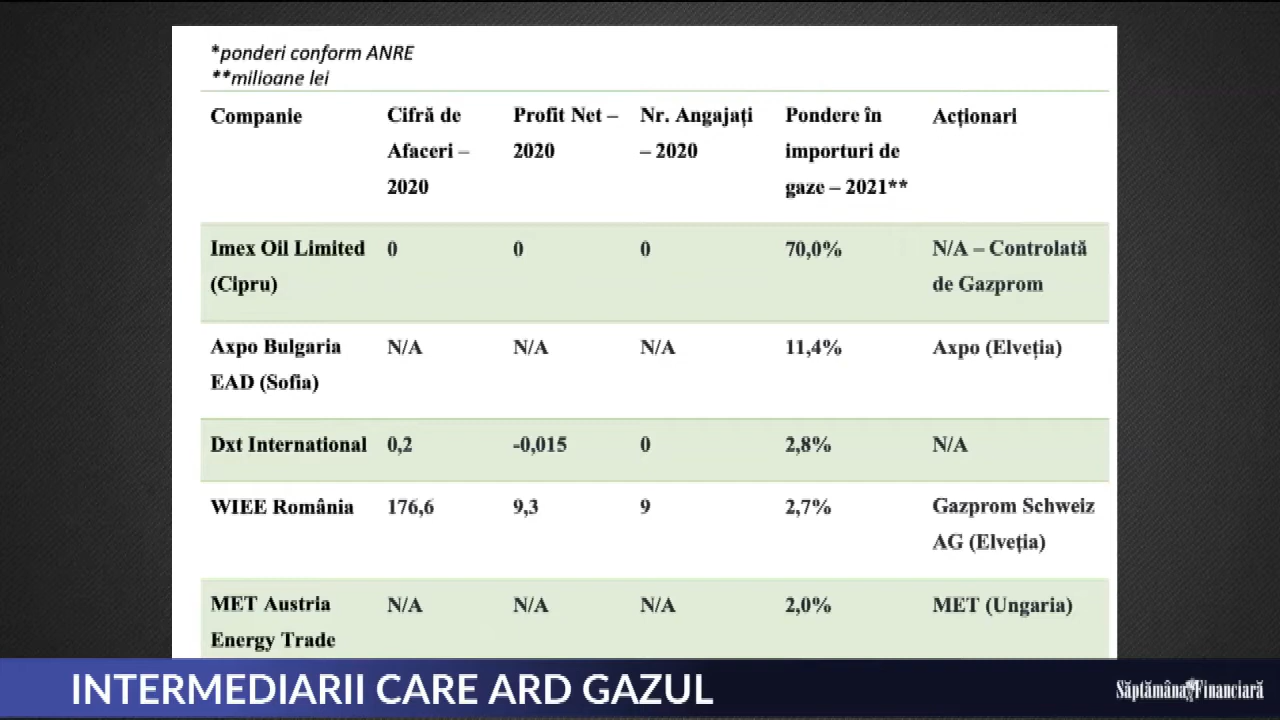 *ponderi conform ANRE
**milioane lei
Companie Cifră de Afaceri – 2020 Profit Net – 2020 Nr. Angajați – 2020 Pondere în importuri de gaze – 2021** Acționari
Imex Oil Limited (Cipru) 0 0 0 70,0% N/A – Controlată de Gazprom
Axpo Bulgaria EAD (Sofia) N/A N/A N/A 11,4% Axpo (Elveția)
Dxt International 0,2 -0,015 0 2,8% N/A
WIEE România 176,6 9,3 9 2,7% Gazprom Schweiz AG (Elveția)
MET Austria Energy Trade N/A N/A N/A 2,0% MET (Ungaria)
INTERMEDIARII CARE ARD GAZUL
Săptămâna Financiară